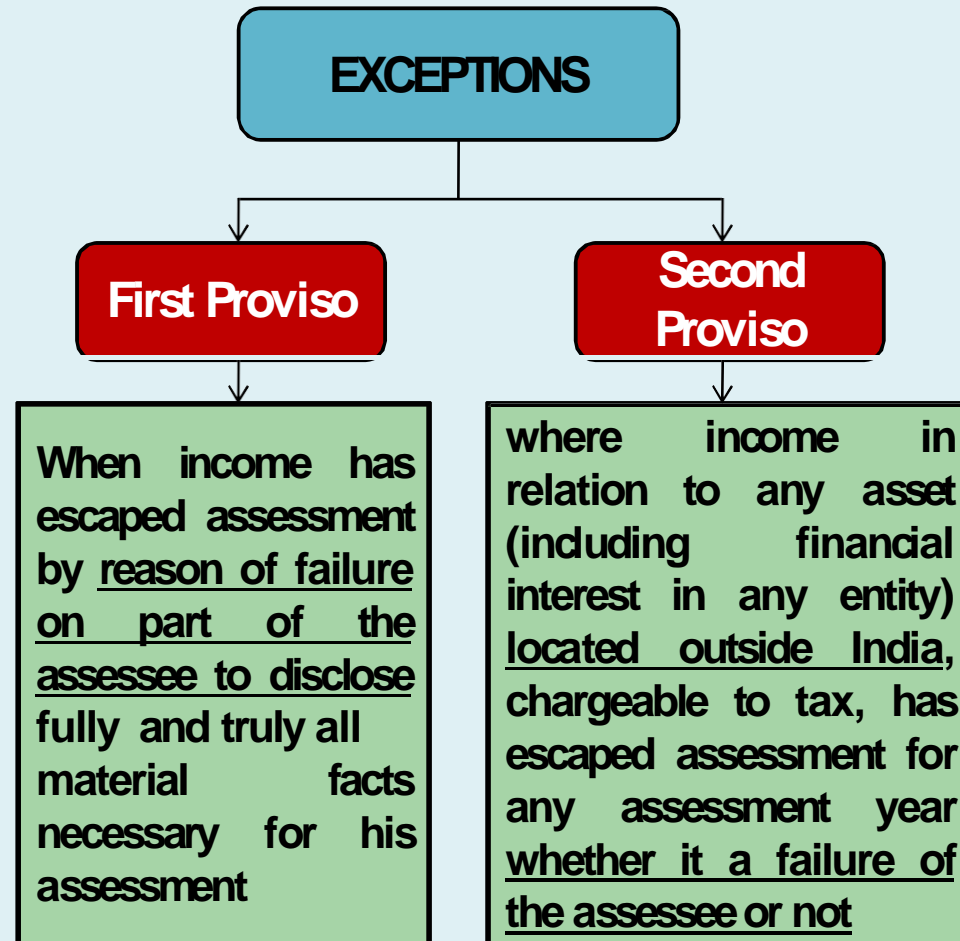 EXCEPTIONS
First Proviso
Second
Proviso
When income has
escaped assessment
by reason of failure
on part of the
assessee to disclose
fully and truly all
material facts
necessary for his
assessment
where income in
relation to any asset
(including financial
interest in any entity)
located outside India,
chargeable to tax, has
escaped assessment for
any assessment year
whether it a failure of
the assessee or not